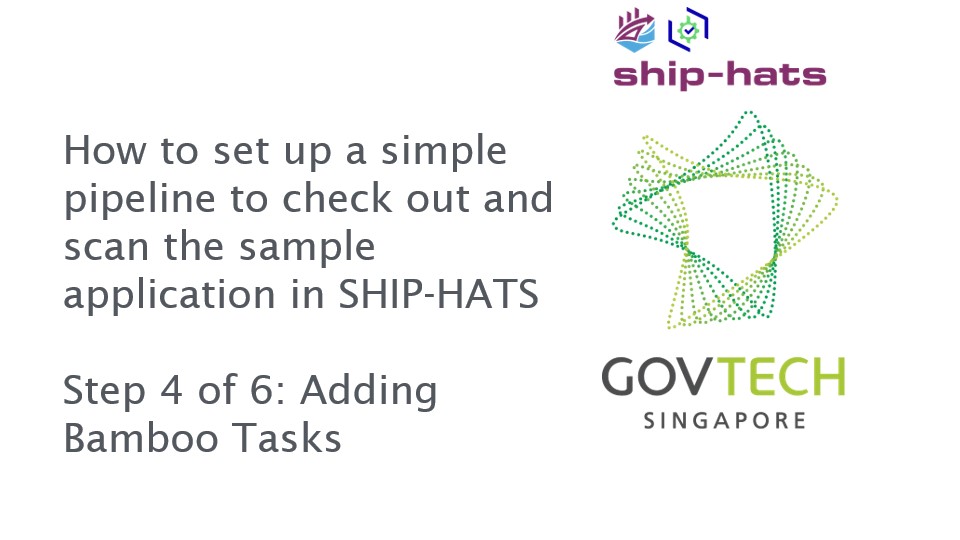 ship-hats
How to set up a simple
pipeline to check out and
scan the sample
application in SHIP-HATS
Step 4 of 6: Adding
Bamboo Tasks
GOVTECH
SINGAPORE